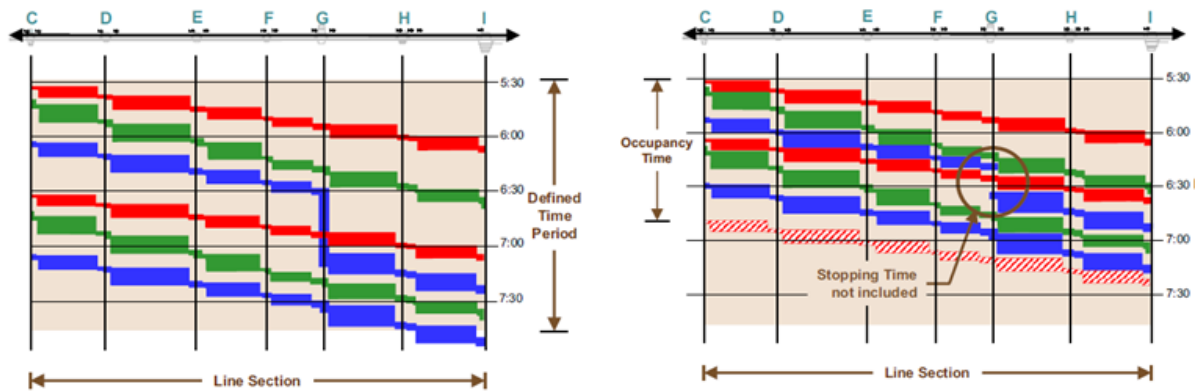 C D E F G H I
5:30
6:00
6:30
7:00
7:30
Defined
Time
Period
Line Section
C D E F G H I
5:30
6:00
6:30
7:00
7:30
Occupancy
Time
Stopping Time
not included
Line Section